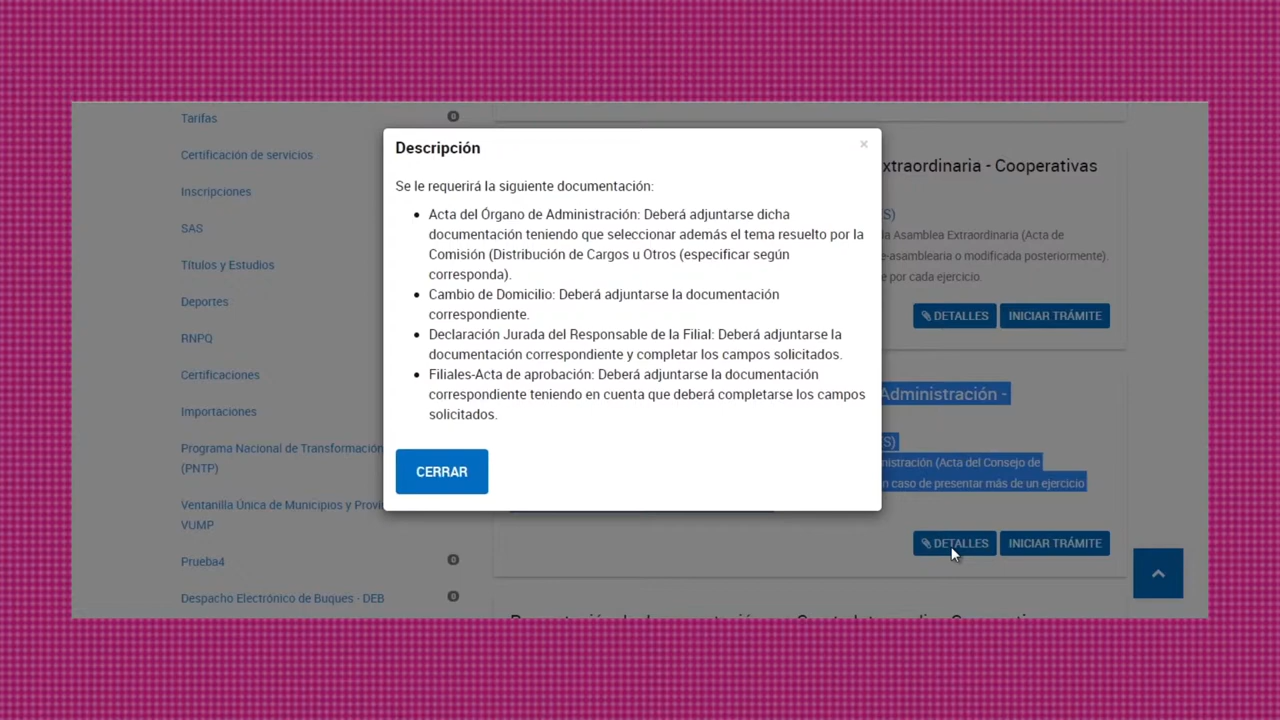 Tarifas
0
Certificación de servicios
Inscripciones
SAS
Títulos y Estudios
Deportes
RNPQ
Certificaciones
Importaciones
Programa Nacional de Transformación
(PNTP)
Ventanilla Única de Municipios y Provi
VUMP
Prueba4
0
Despacho Electrónico de Buques - DEB
0
Descripción
×
Se le requerirá la siguiente documentación:
• Acta del Órgano de Administración: Deberá adjuntarse dicha
documentación teniendo que seleccionar además el tema resuelto por la
Comisión (Distribución de Cargos u Otros (especificar según
corresponda).
• Cambio de Domicilio: Deberá adjuntarse la documentación
correspondiente.
• Declaración Jurada del Responsable de la Filial: Deberá adjuntarse la
documentación correspondiente y completar los campos solicitados.
• Filiales-Acta de aprobación: Deberá adjuntarse la documentación
correspondiente teniendo en cuenta que deberá completarse los campos
solicitados.
CERRAR
xtraordinaria - Cooperativas
S)
la Asamblea Extraordinaria (Acta de
e-asamblearia o modificada posteriormente).
e por cada ejercicio.
DETALLES
INICIAR TRÁMITE
Administración -
S)
nistración (Acta del Consejo de
n caso de presentar más de un ejercicio
DETALLES
INICIAR TRÁMITE